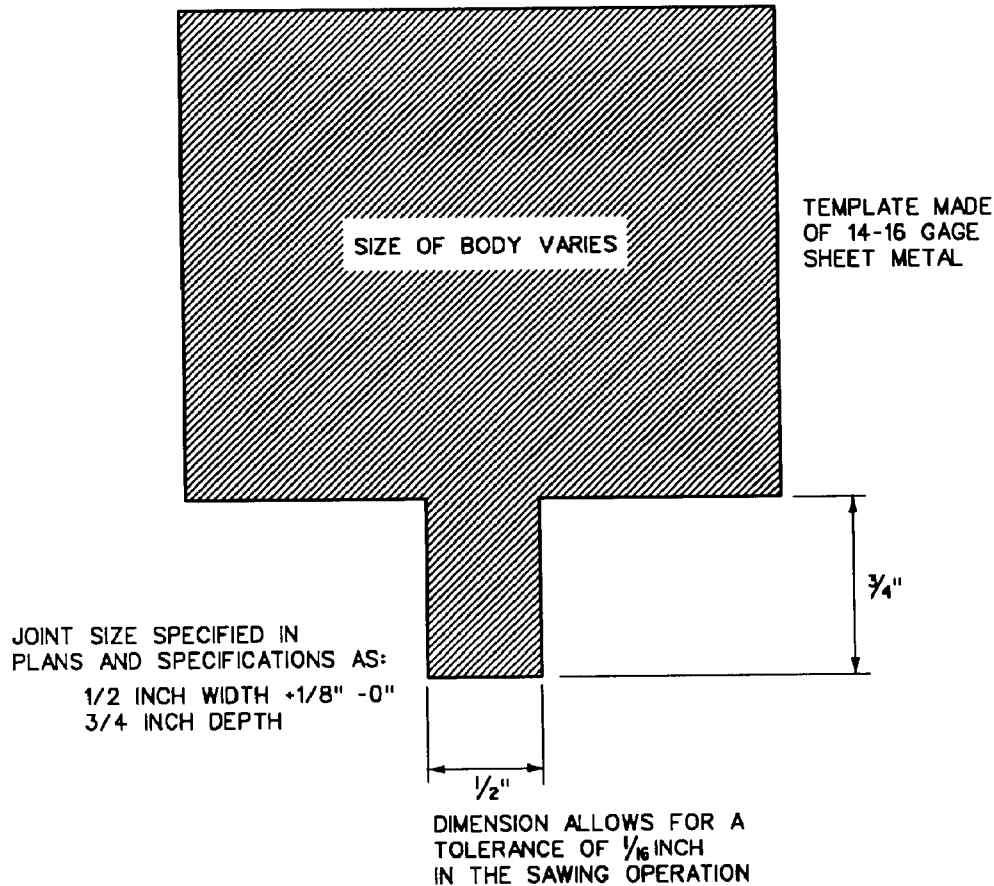 SIZE OF BODY VARIES
TEMPLATE MADE
OF 14-16 GAGE
SHEET METAL
3/4"
JOINT SIZE SPECIFIED IN
PLANS AND SPECIFICATIONS AS:
1/2 INCH WIDTH +1/8" -0"
3/4 INCH DEPTH
1/2"
DIMENSION ALLOWS FOR A
TOLERANCE OF 1/16 INCH
IN THE SAWING OPERATION